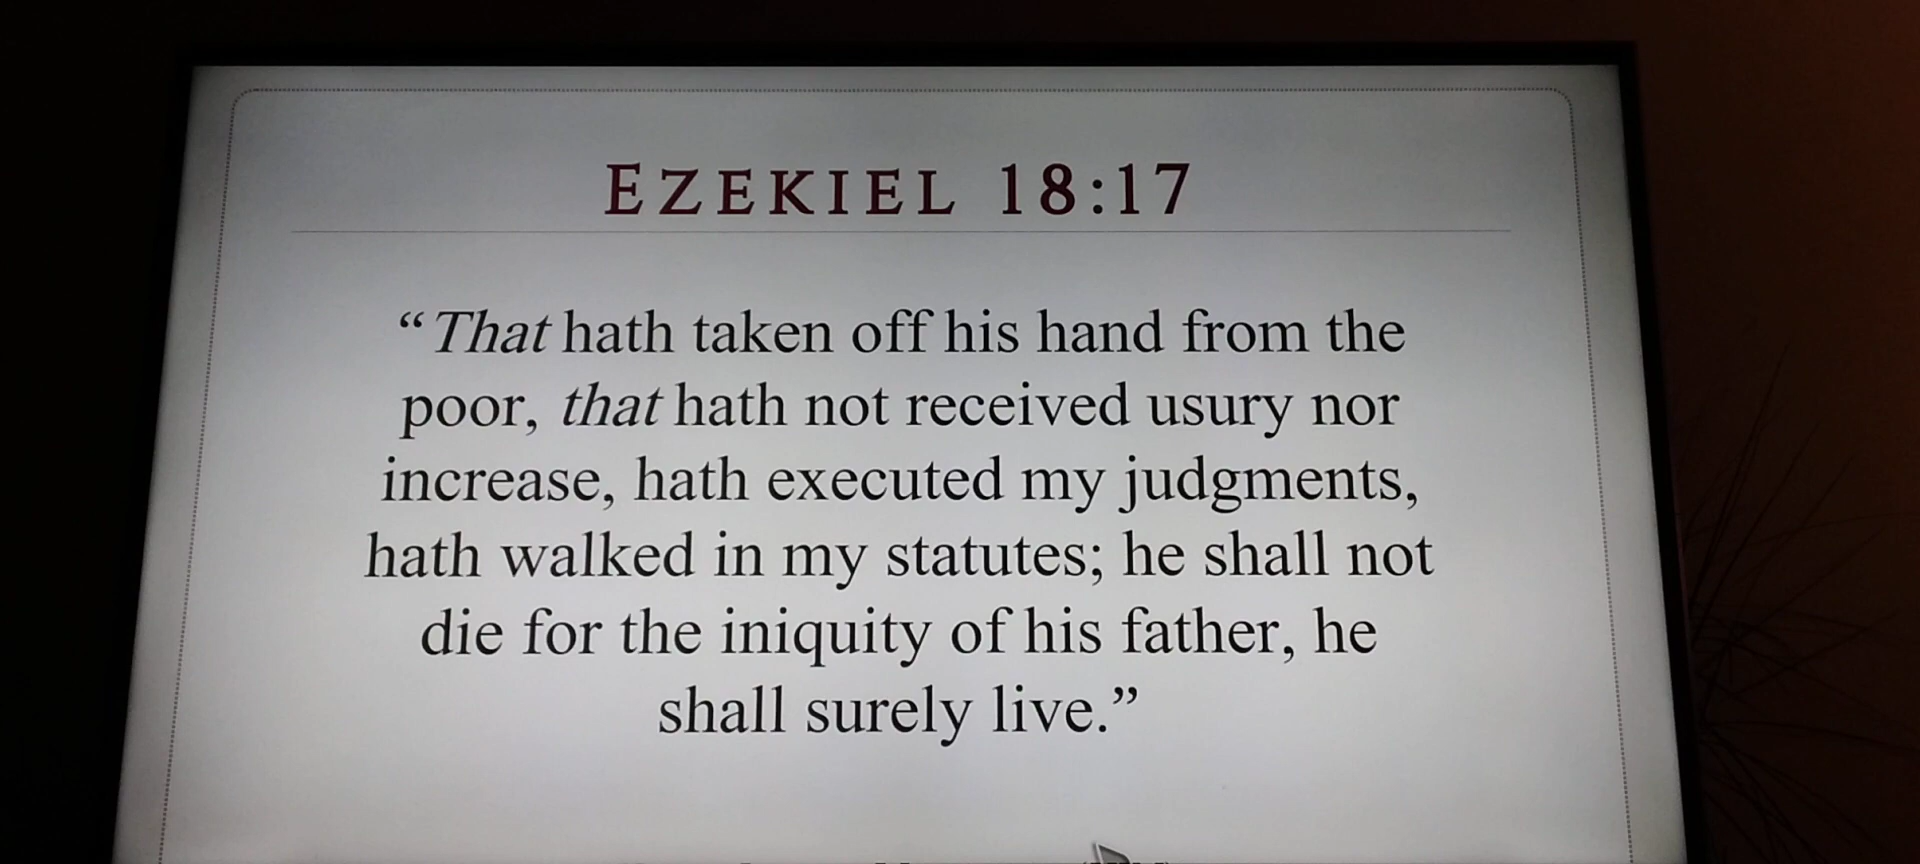 EZEKIEL 18:17
“That hath taken off his hand from the
poor, that hath not received usury nor
increase, hath executed my judgments,
hath walked in my statutes; he shall not
die for the iniquity of his father, he
shall surely live.”